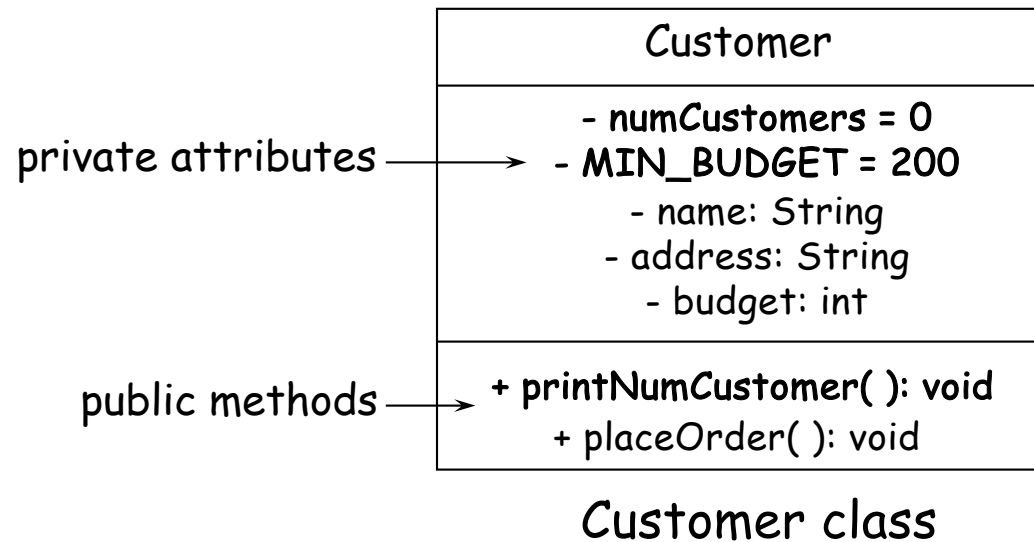 Customer
- numCustomers = 0
private attributes
- MIN_BUDGET = 200
- name: String
- address: String
- budget: int
public methods
+ printNumCustomer( ): void
+ placeOrder( ): void
Customer class